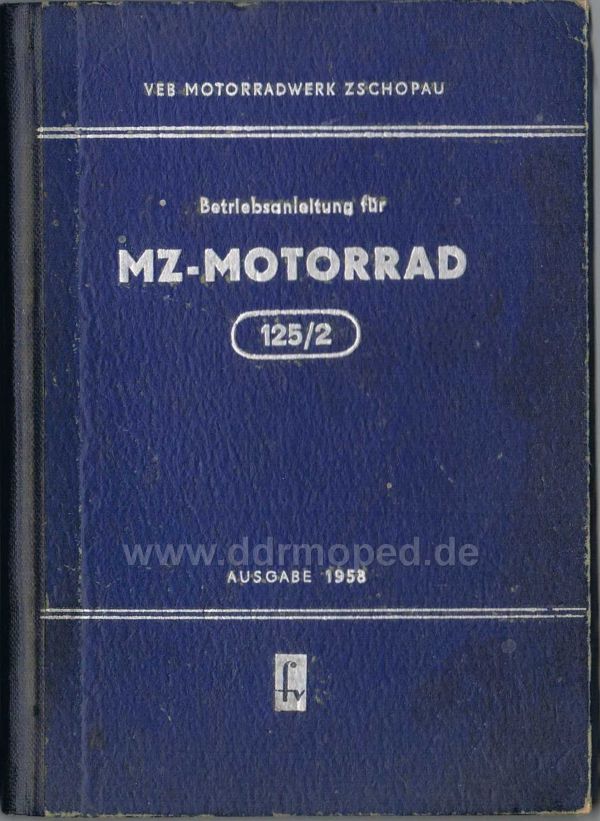 VEB MOTORRADWERK ZSCHOPAU
Betriebsanleitung für
MZ-MOTORRAD
125/2
www.ddrmoped.de
AUSGABE 1958
fv